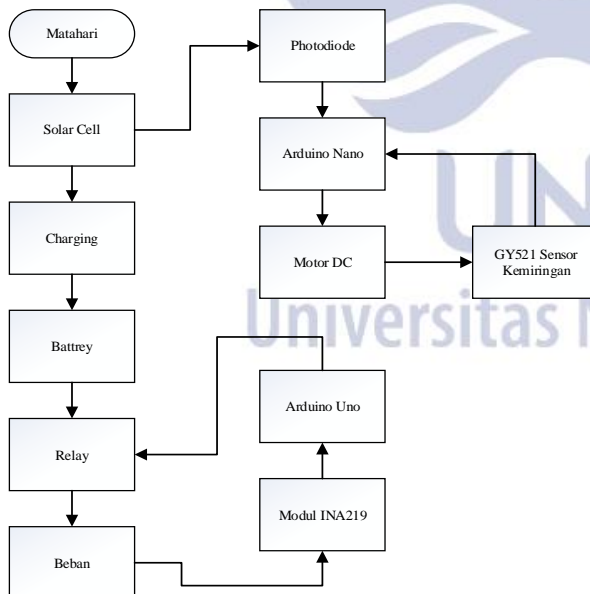 Matahari
Solar Cell
Charging
Battrey
Relay
Beban
Photodiode
Arduino Nano
Motor DC
GY521 Sensor
Kemiringan
Arduino Uno
Modul INA219
UN
Universitas N